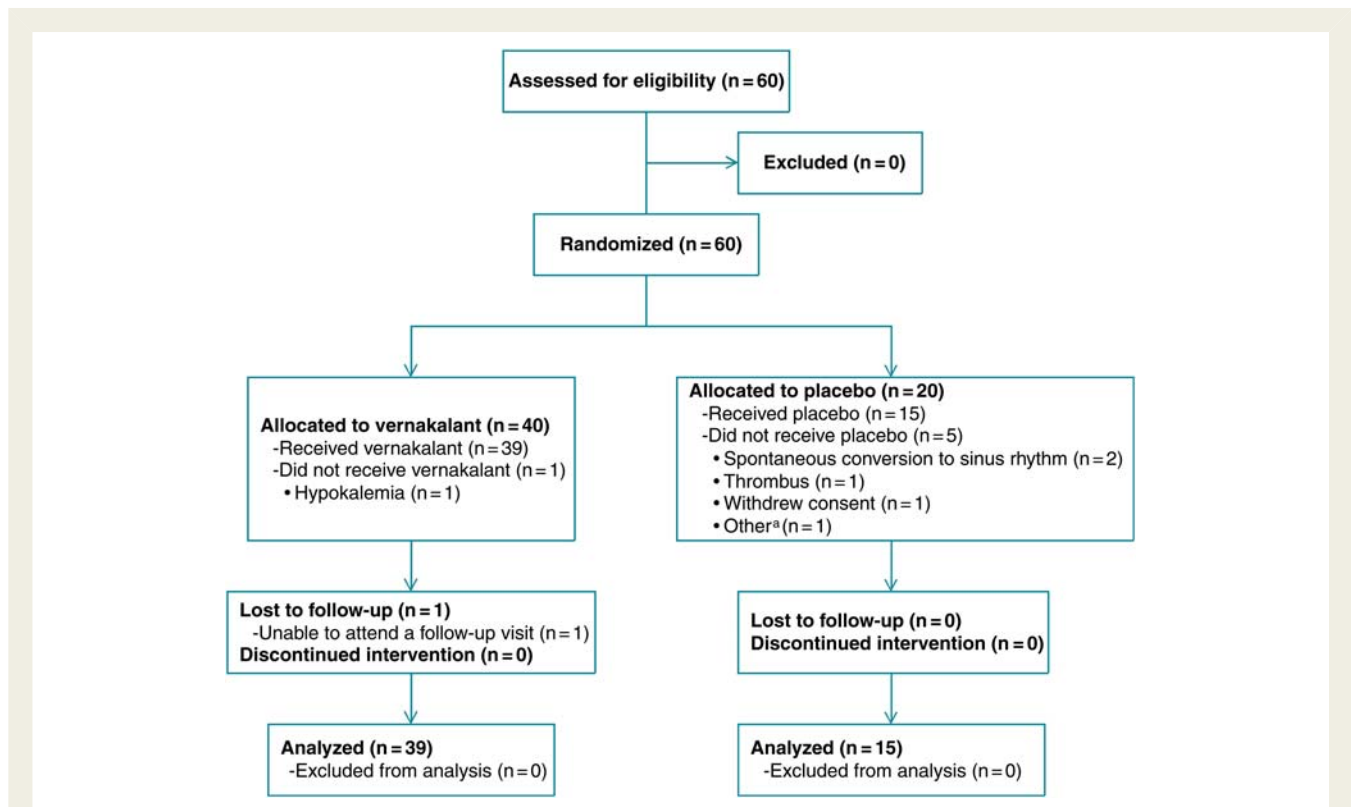 Assessed for eligibility (n = 60)
Excluded (n = 0)
Randomized (n = 60)
Allocated to vernakalant (n = 40)
-Received vernakalant (n = 39)
-Did not receive vernakalant (n = 1)
• Hypokalemia (n = 1)
Allocated to placebo (n = 20)
-Received placebo (n = 15)
-Did not receive placebo (n = 5)
• Spontaneous conversion to sinus rhythm (n = 2)
• Thrombus (n = 1)
• Withdrew consent (n = 1)
• Otherᵃ (n = 1)
Lost to follow-up (n = 1)
-Unable to attend a follow-up visit (n = 1)
Discontinued intervention (n = 0)
Lost to follow-up (n = 0)
Discontinued intervention (n = 0)
Analyzed (n = 39)
-Excluded from analysis (n = 0)
Analyzed (n = 15)
-Excluded from analysis (n = 0)